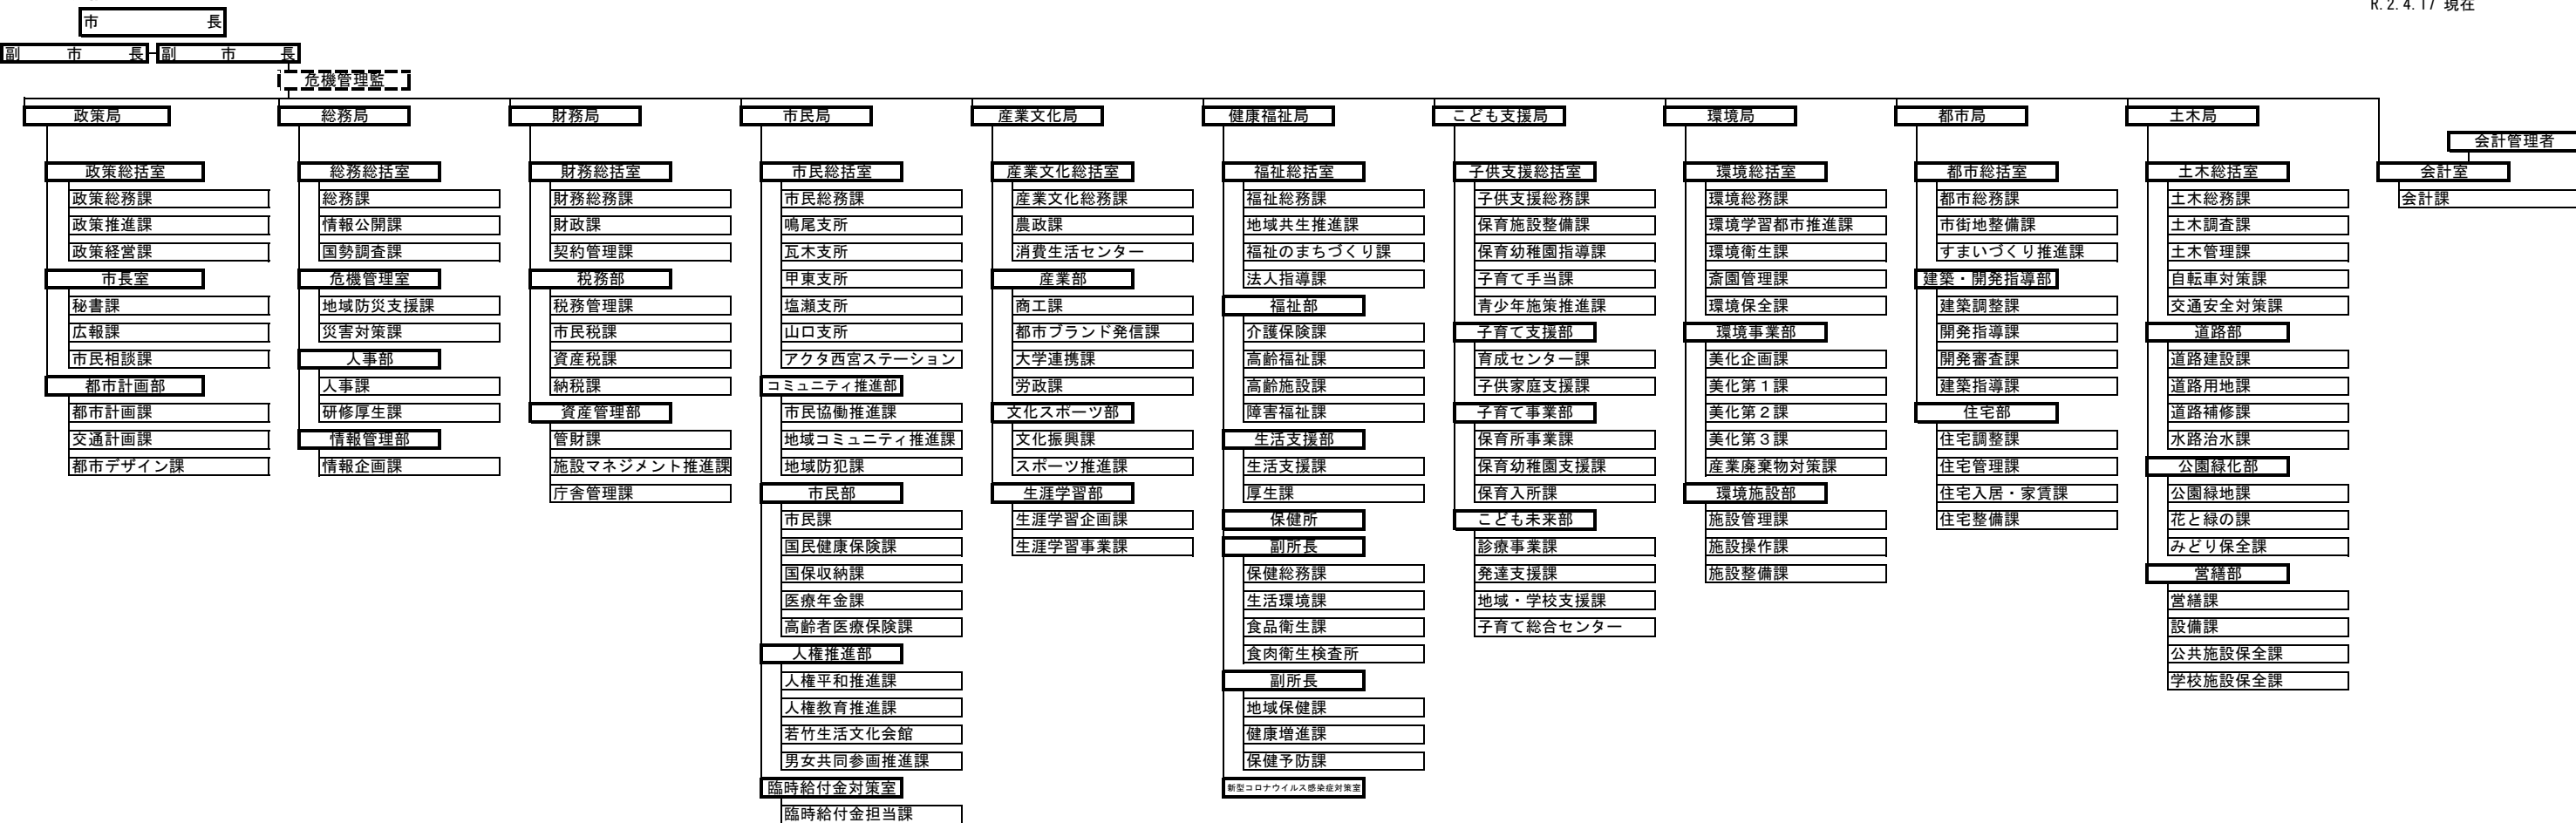 R.2.4.17 現在
市　　　　長
副　市　長
副　市　長
危機管理監
政策局
政策総括室
政策総務課
政策推進課
政策経営課
市長室
秘書課
広報課
市民相談課
都市計画部
都市計画課
交通計画課
都市デザイン課
総務局
総務総括室
総務課
情報公開課
国勢調査課
危機管理室
地域防災支援課
災害対策課
人事部
人事課
研修厚生課
情報管理部
情報企画課
財務局
財務総括室
財務総務課
財政課
契約管理課
税務部
税務管理課
市民税課
資産税課
納税課
資産管理部
管財課
施設マネジメント推進課
庁舎管理課
市民局
市民総括室
市民総務課
鳴尾支所
瓦木支所
甲東支所
塩瀬支所
山口支所
アクタ西宮ステーション
コミュニティ推進部
市民協働推進課
地域コミュニティ推進課
地域防犯課
市民部
市民課
国民健康保険課
国保収納課
医療年金課
高齢者医療保険課
人権推進部
人権平和推進課
人権教育推進課
若竹生活文化会館
男女共同参画推進課
臨時給付金対策室
臨時給付金担当課
産業文化局
産業文化総括室
産業文化総務課
農政課
消費生活センター
産業部
商工課
都市ブランド発信課
大学連携課
労政課
文化スポーツ部
文化振興課
スポーツ推進課
生涯学習部
生涯学習企画課
生涯学習事業課
健康福祉局
福祉総括室
福祉総務課
地域共生推進課
福祉のまちづくり課
法人指導課
福祉部
介護保険課
高齢福祉課
高齢施設課
障害福祉課
生活支援部
生活支援課
厚生課
保健所
副所長
保健総務課
生活環境課
食品衛生課
食肉衛生検査所
副所長
地域保健課
健康増進課
保健予防課
新型コロナウイルス感染症対策室
こども支援局
子供支援総括室
子供支援総務課
保育施設整備課
保育幼稚園指導課
子育て手当課
青少年施策推進課
子育て支援部
育成センター課
子供家庭支援課
子育て事業部
保育所事業課
保育幼稚園支援課
保育入所課
こども未来部
診療事業課
発達支援課
地域・学校支援課
子育て総合センター
環境局
環境総括室
環境総務課
環境学習都市推進課
環境衛生課
斎園管理課
環境保全課
環境事業部
美化企画課
美化第１課
美化第２課
美化第３課
産業廃棄物対策課
環境施設部
施設管理課
施設操作課
施設整備課
都市局
都市総括室
都市総務課
市街地整備課
すまいづくり推進課
建築・開発指導部
建築調整課
開発指導課
開発審査課
建築指導課
住宅部
住宅調整課
住宅管理課
住宅入居・家賃課
住宅整備課
土木局
土木総括室
土木総務課
土木調査課
土木管理課
自転車対策課
交通安全対策課
道路部
道路建設課
道路用地課
道路補修課
水路治水課
公園緑化部
公園緑地課
花と緑の課
みどり保全課
営繕部
営繕課
設備課
公共施設保全課
学校施設保全課
会計管理者
会計室
会計課